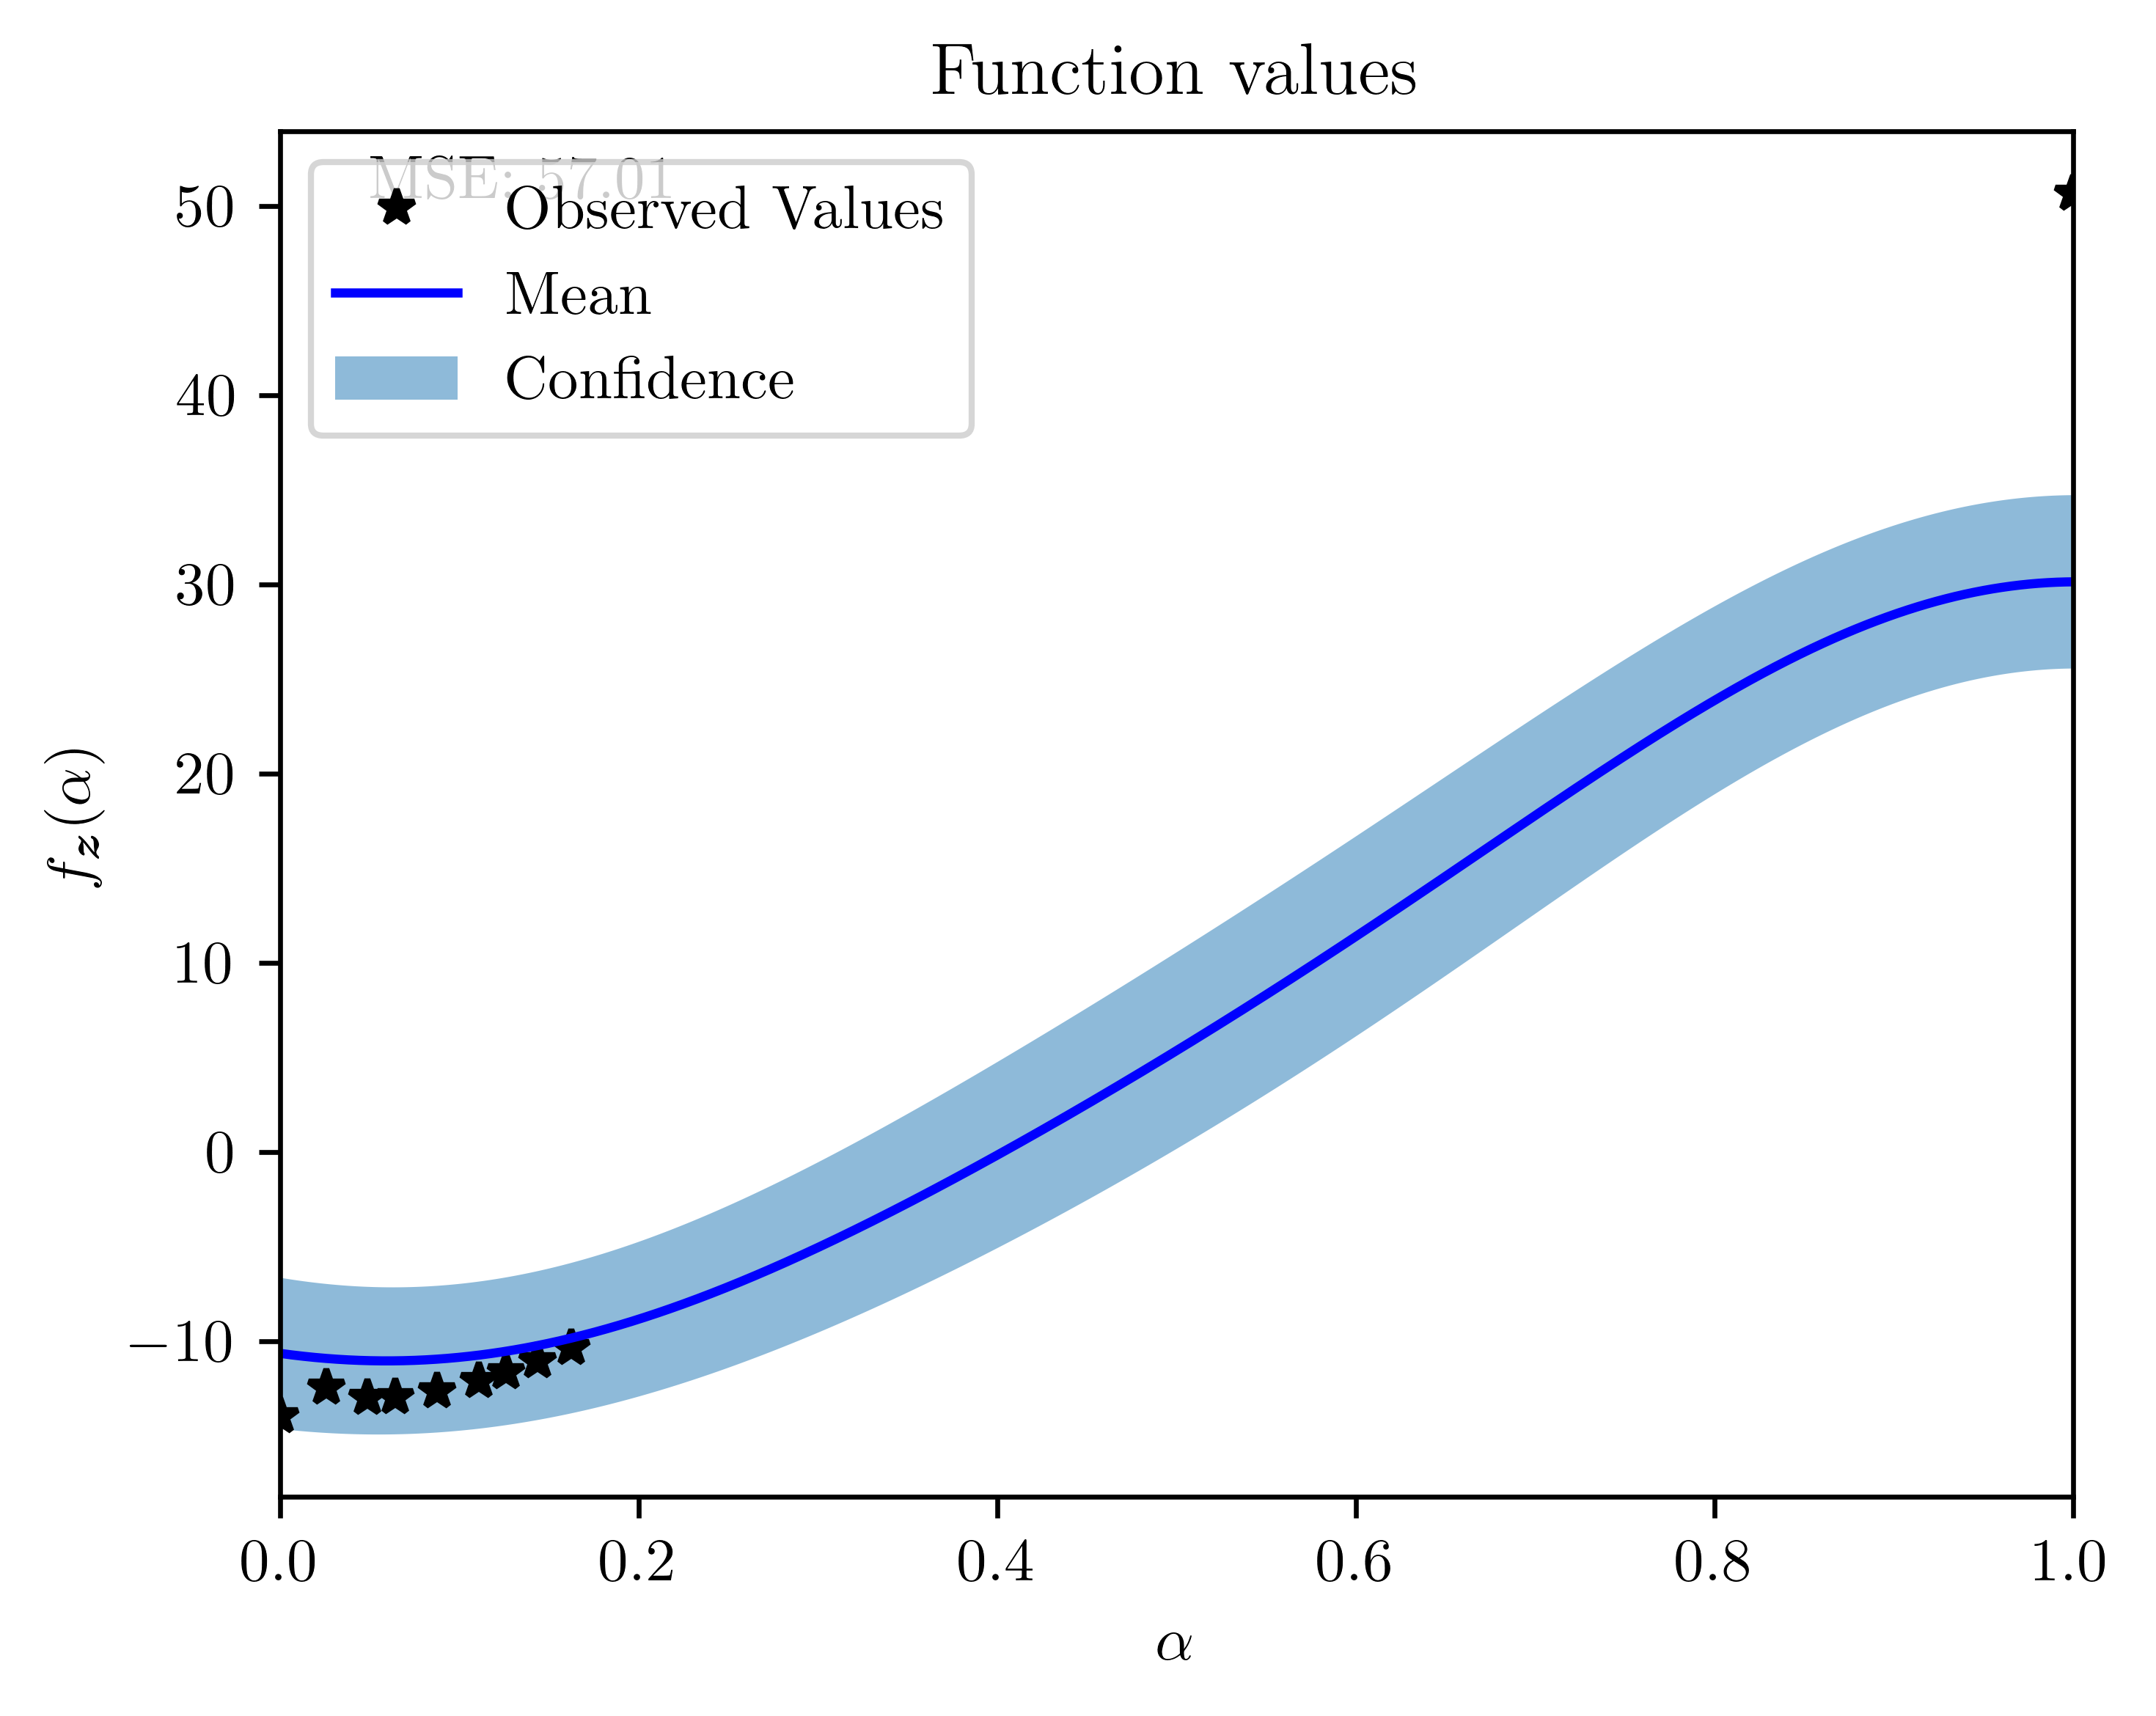 Function values
MSE: 57.01
Observed Values
Mean
Confidence
50
40
30
20
10
0
−10
f_z(α)
0.0 0.2 0.4 0.6 0.8 1.0
α